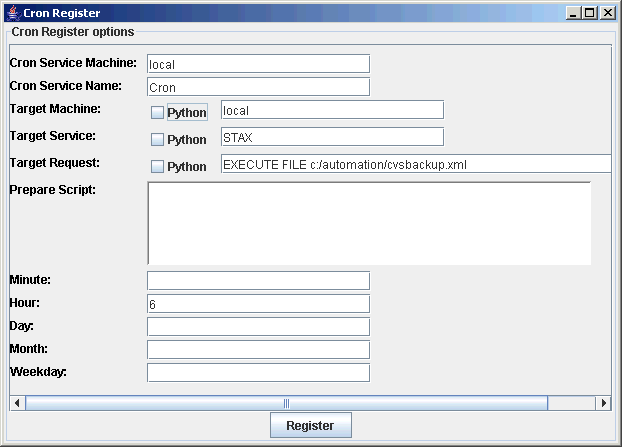 Cron Register
Cron Register options
Cron Service Machine: local
Cron Service Name: Cron
Target Machine: Python local
Target Service: Python STAX
Target Request: Python EXECUTE FILE c:/automation/cvsbackup.xml
Prepare Script:
Minute:
Hour: 6
Day:
Month:
Weekday:
Register